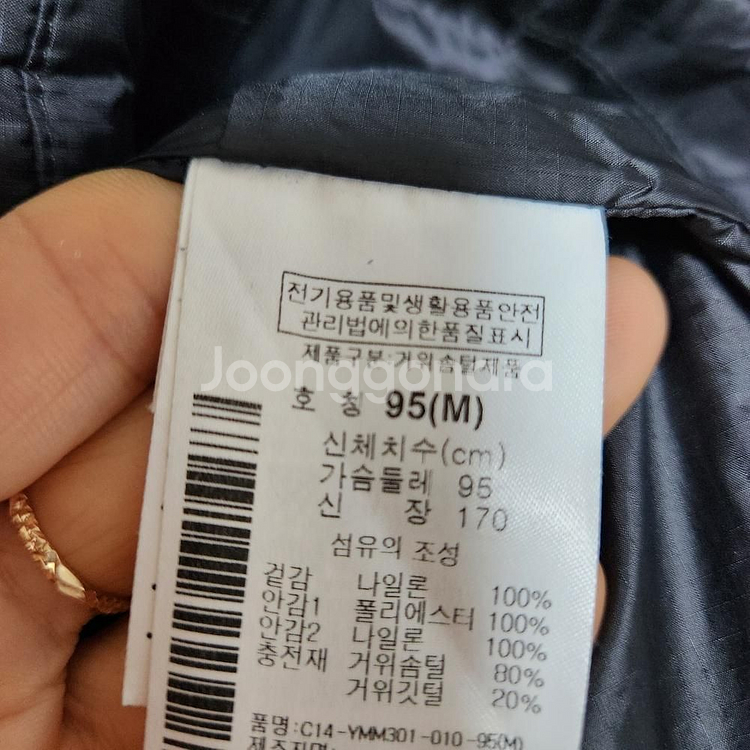 전기용품및생활용품안전
관리법에의한품질표시
제품구분:거위솜털제품
Joonggonara
호 칭 95(M)
신체치수(cm)
가슴둘레 95
신 장 170
섬유의 조성
겉감 나일론 100%
안감1 폴리에스터 100%
안감2 나일론 100%
충전재 거위솜털 80%
거위깃털 20%
품명:C14-YMM301-010-95(M)